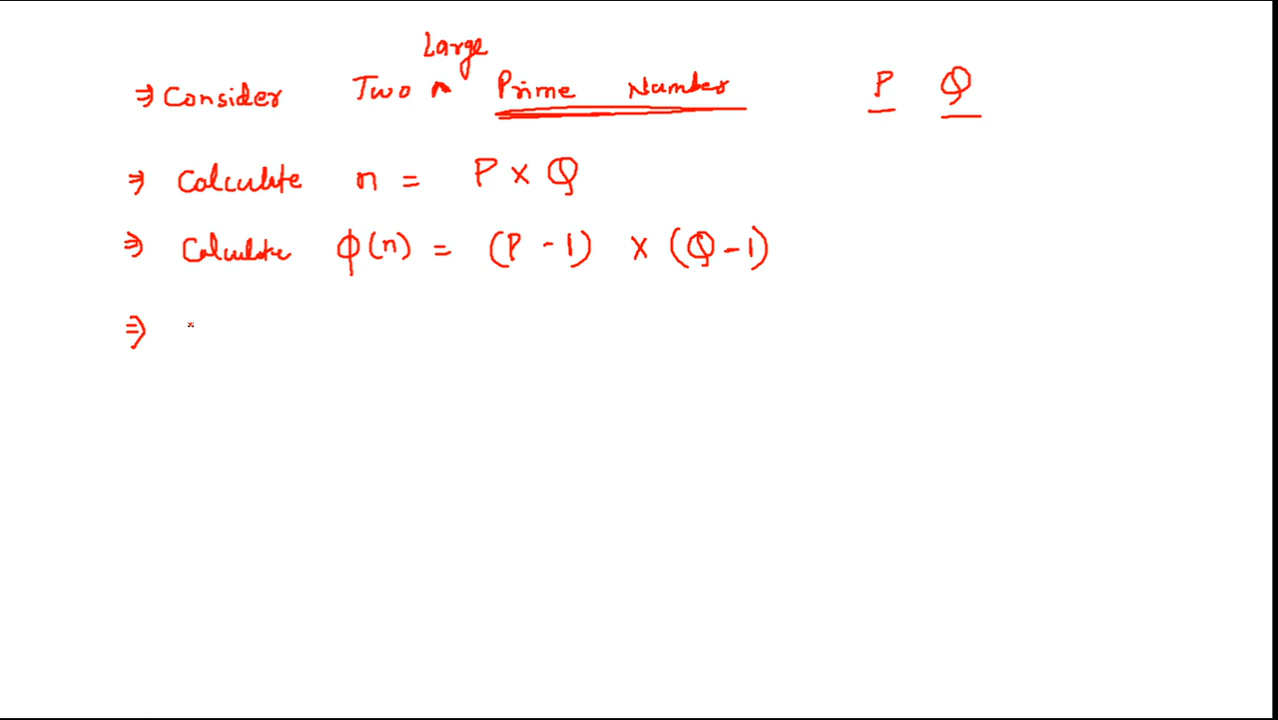 ⇒ Consider Two ^ Large Prime Number P Q
⇒ Calculate n = P × Q
⇒ Calculate φ(n) = (P - 1) × (Q - 1)
⇒